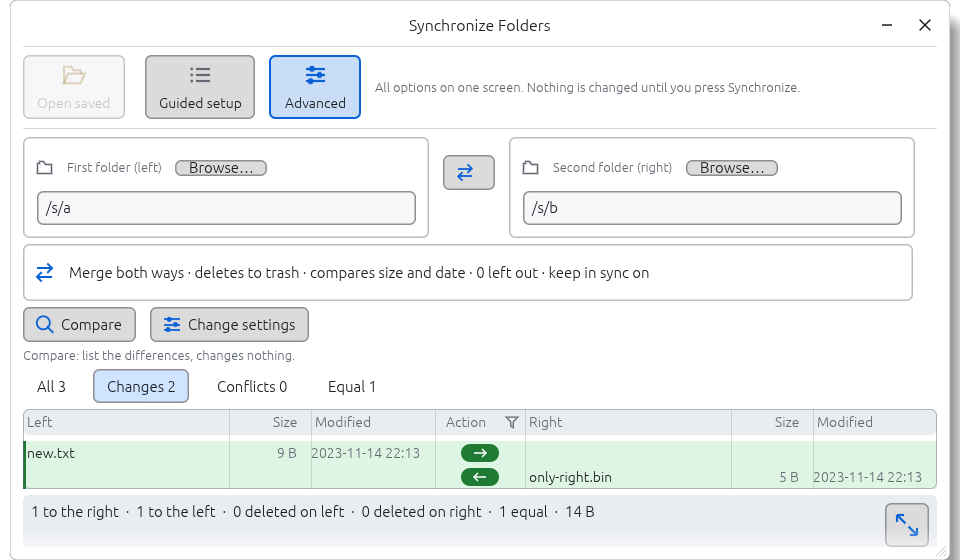 Synchronize Folders
Open saved
Guided setup
Advanced
All options on one screen. Nothing is changed until you press Synchronize.
First folder (left) Browse...
Second folder (right) Browse...
/s/a
/s/b
Merge both ways · deletes to trash · compares size and date · 0 left out · keep in sync on
Compare
Change settings
Compare: list the differences, changes nothing.
All 3 Changes 2 Conflicts 0 Equal 1
Left Size Modified Action Right Size Modified
new.txt 9 B 2023-11-14 22:13
only-right.bin 5 B 2023-11-14 22:13
1 to the right · 1 to the left · 0 deleted on left · 0 deleted on right · 1 equal · 14 B